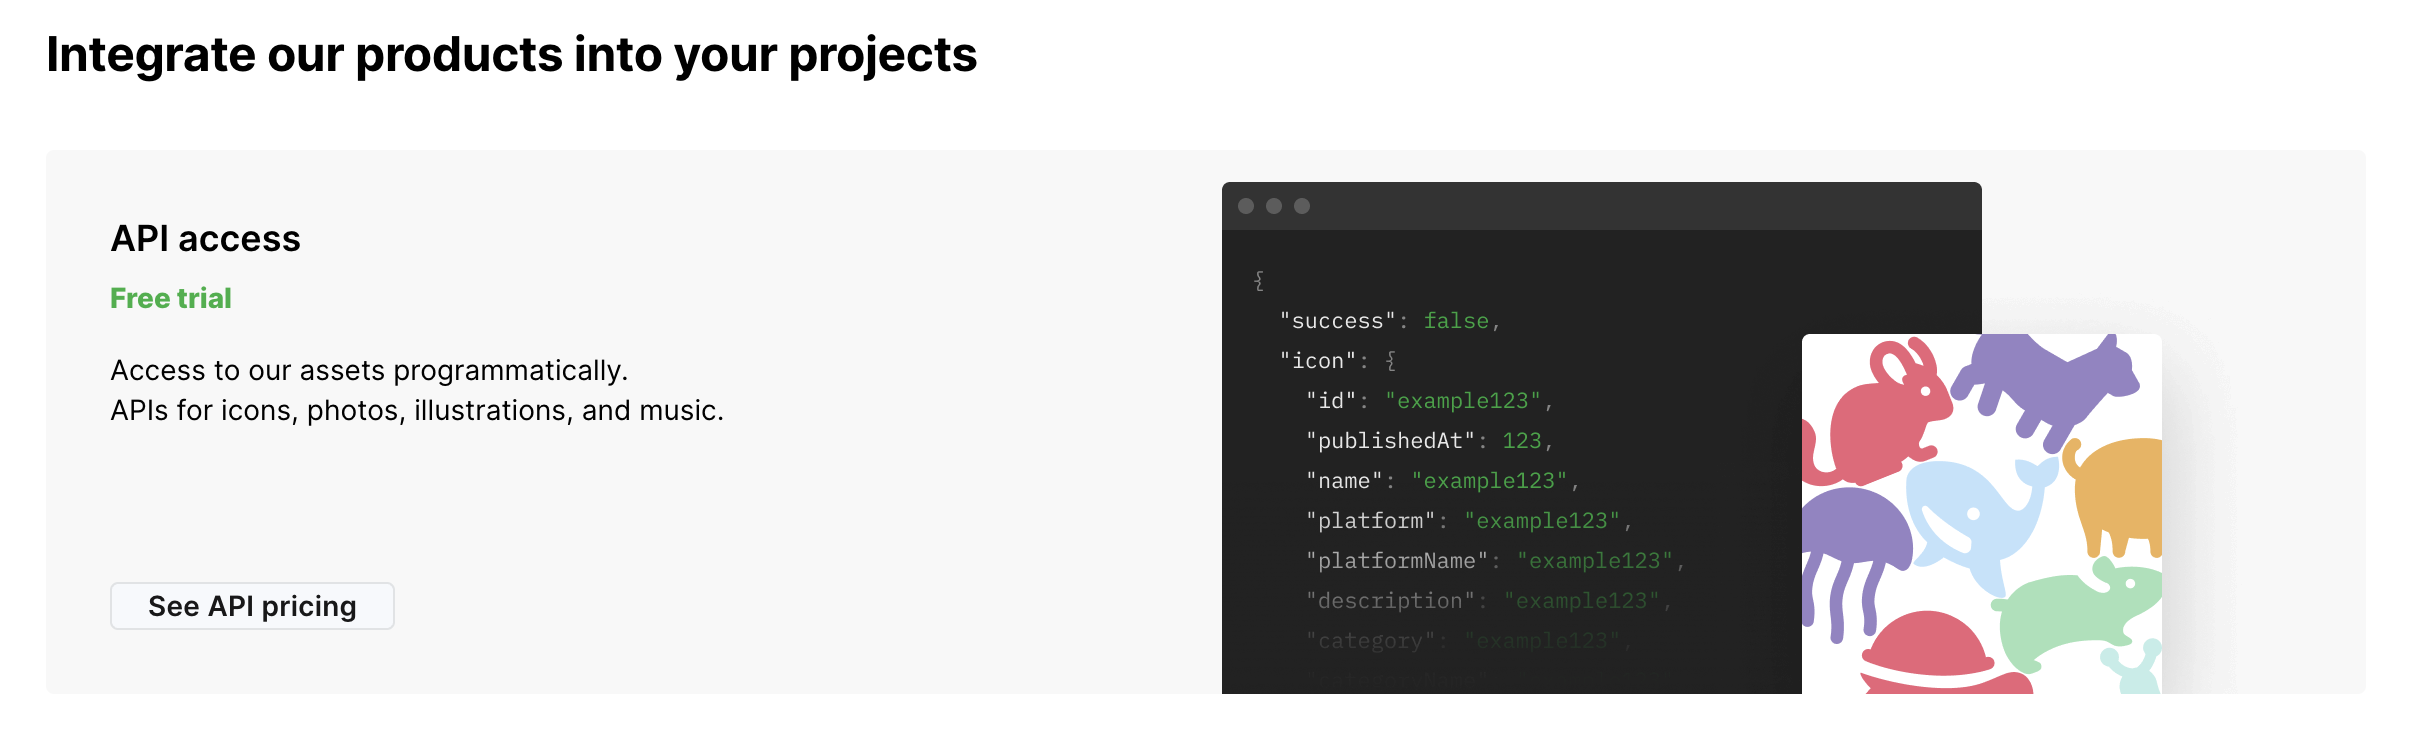 Integrate our products into your projects
API access
Free trial
Access to our assets programmatically.
APIs for icons, photos, illustrations, and music.
See API pricing
{
"success": false,
"icon": {
"id": "example123",
"publishedAt": 123,
"name": "example123",
"platform": "example123",
"platformName": "example123",
"description": "example123",
"category": "example123",